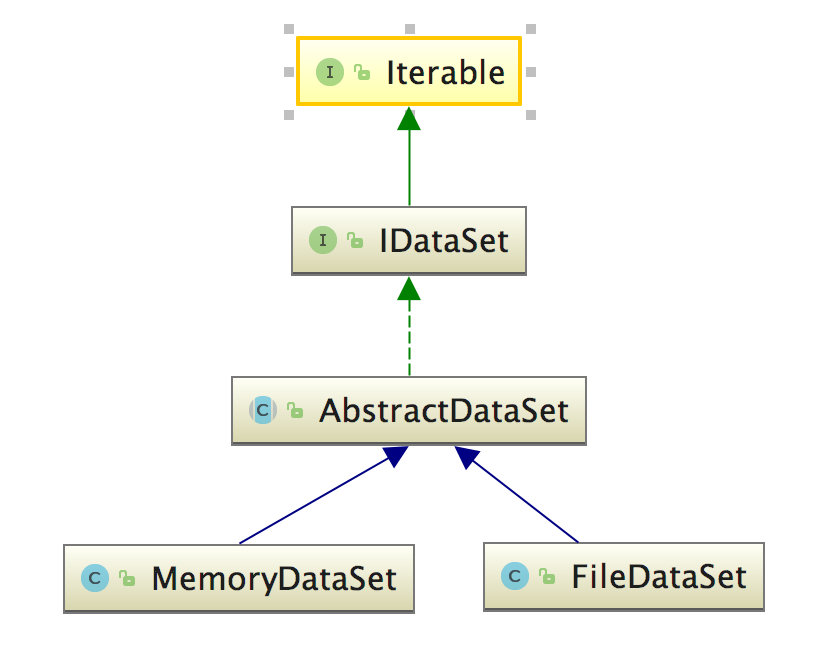 I Iterable
I IDataSet
C AbstractDataSet
C MemoryDataSet
C FileDataSet